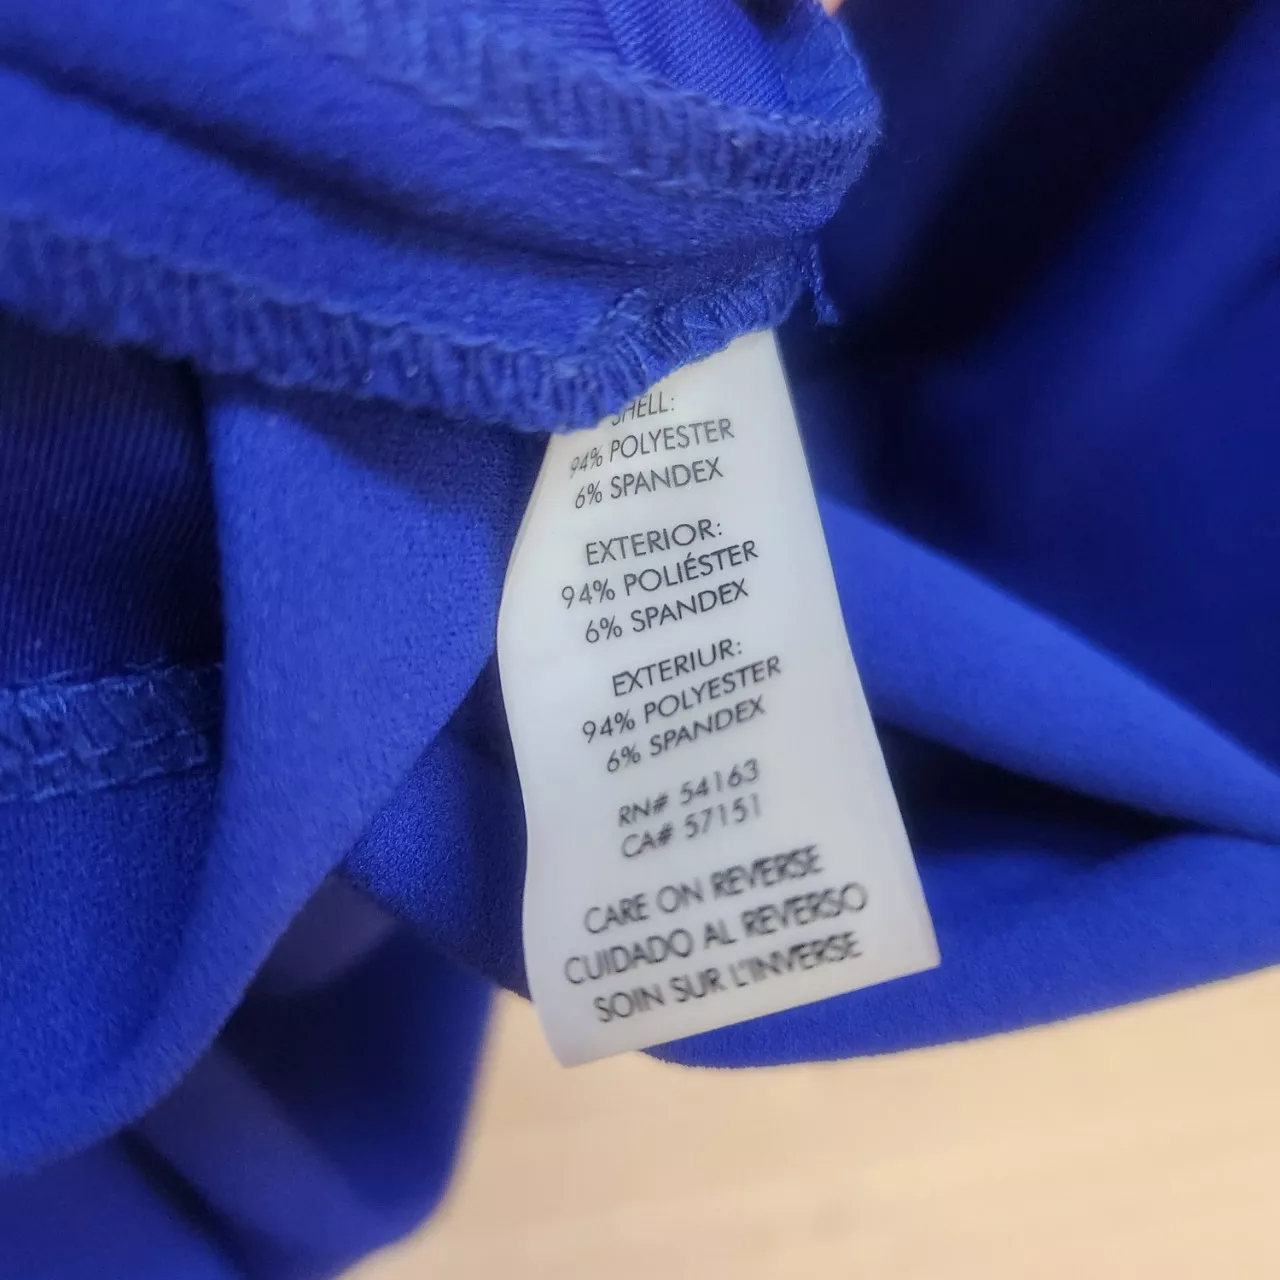 SHELL:
94% POLYESTER
6% SPANDEX
EXTERIOR:
94% POLIÉSTER
6% SPANDEX
EXTERIUR:
94% POLYESTER
6% SPANDEX
RN# 54163
CA# 57151
CARE ON REVERSE
CUIDADO AL REVERSO
SOIN SUR L'INVERSE